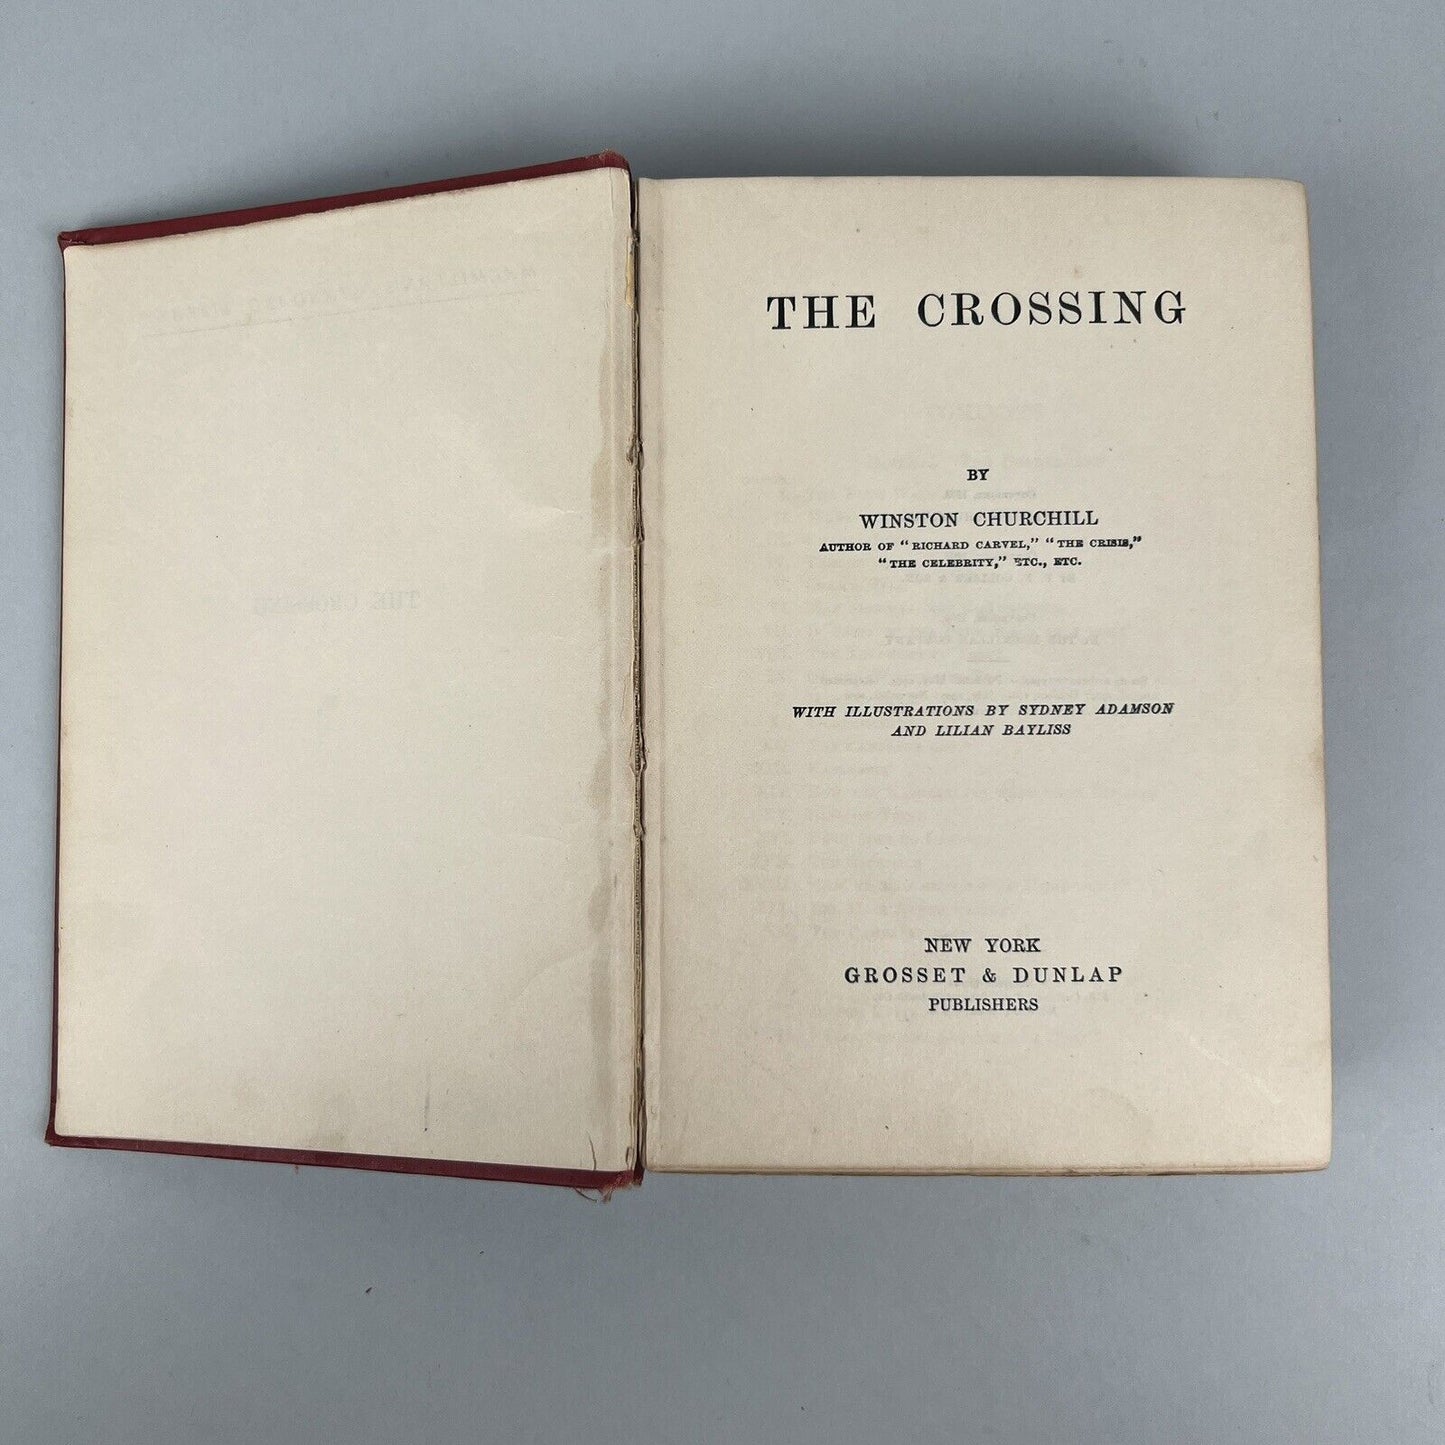 THE CROSSING
BY
WINSTON CHURCHILL
AUTHOR OF "RICHARD CARVEL," "THE CRISIS,"
"THE CELEBRITY," ETC., ETC.
WITH ILLUSTRATIONS BY SYDNEY ADAMSON
AND LILIAN BAYLISS
NEW YORK
GROSSET & DUNLAP
PUBLISHERS